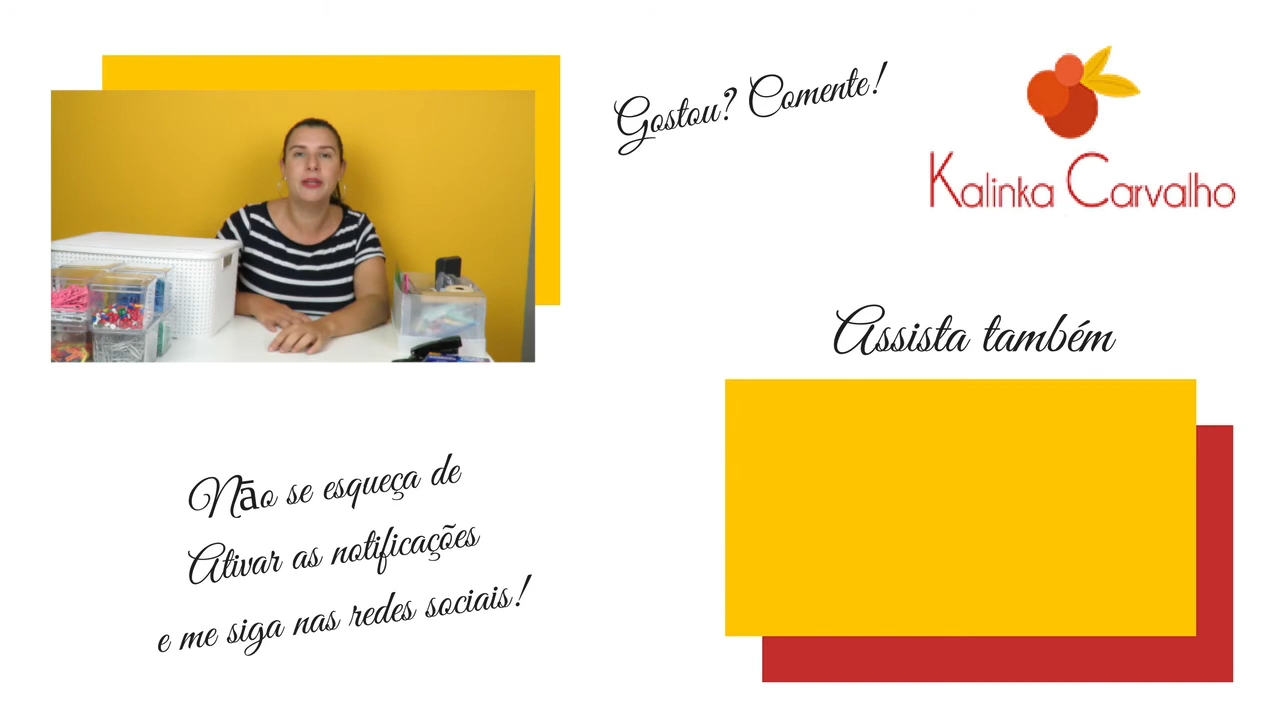 Gostou? Comente!
Kalinka Carvalho
Assista também
Não se esqueça de
Ativar as notificações
e me siga nas redes sociais!